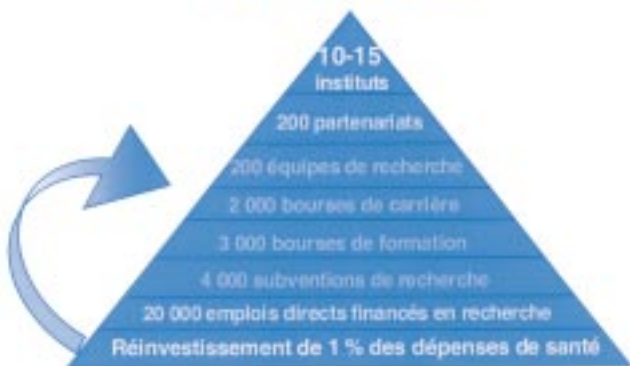 10-15
instituts
200 partenariats
200 équipes de recherche
2 000 bourses de carrière
3 000 bourses de formation
4 000 subventions de recherche
20 000 emplois directs financés en recherche
Réinvestissement de 1 % des dépenses de santé